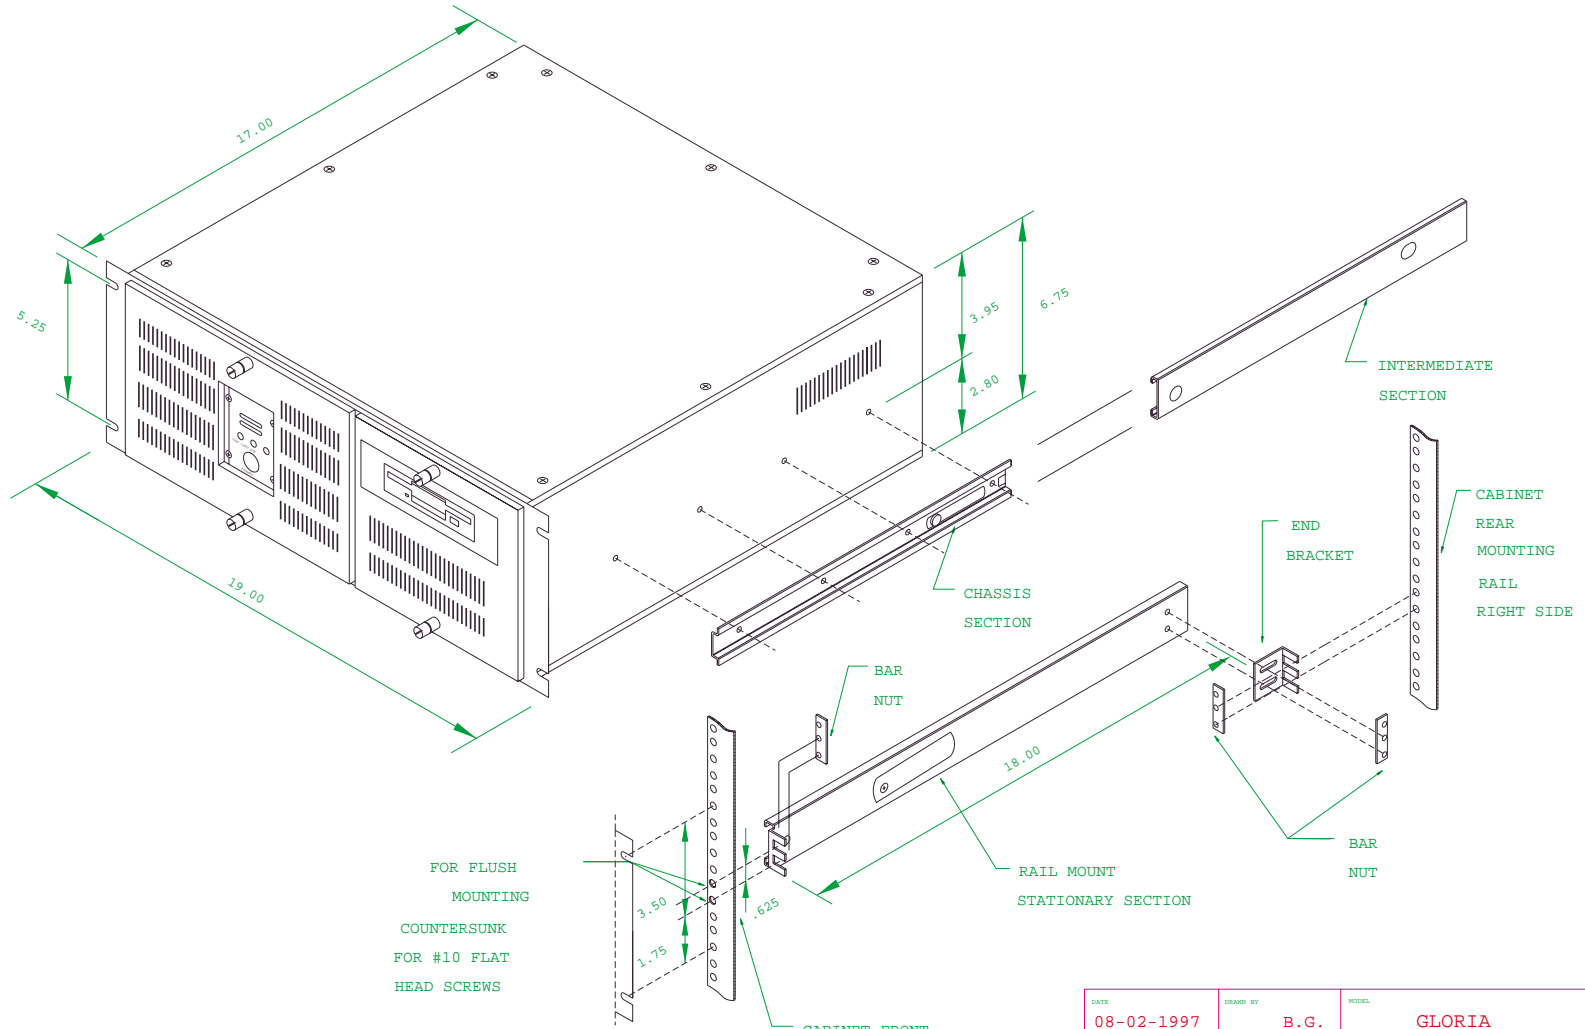 17.00
5.25
19.00
3.95
6.75
2.80
INTERMEDIATE
SECTION
CABINET
REAR
MOUNTING
RAIL
RIGHT SIDE
END
BRACKET
CHASSIS
SECTION
BAR
NUT
18.00
BAR
NUT
RAIL MOUNT
STATIONARY SECTION
FOR FLUSH
MOUNTING
COUNTERSUNK
FOR #10 FLAT
HEAD SCREWS
3.50
.625
1.75
CABINET FRONT
DATE
08-02-1997
DRAWN BY
B.G.
MODEL
GLORIA